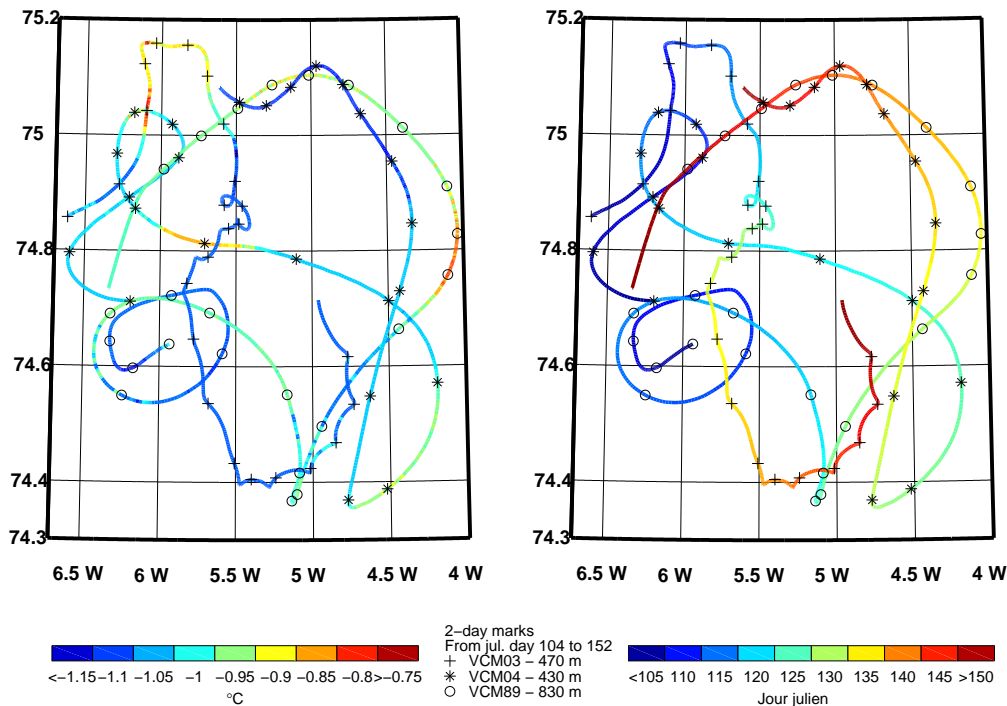 75.2
75
74.8
74.6
74.4
74.3
6.5 W 6 W 5.5 W 5 W 4.5 W 4 W
75.2
75
74.8
74.6
74.4
74.3
6.5 W 6 W 5.5 W 5 W 4.5 W 4 W
<−1.15 −1.1 −1.05 −1 −0.95 −0.9 −0.85 −0.8 >−0.75
°C
2−day marks
From jul. day 104 to 152
+ VCM03 − 470 m
✳ VCM04 − 430 m
○ VCM89 − 830 m
<105 110 115 120 125 130 135 140 145 >150
Jour julien